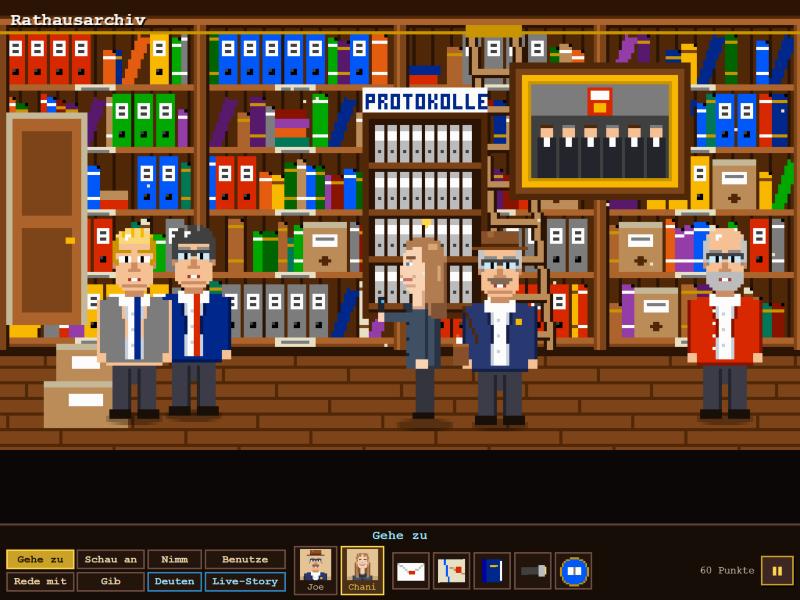 Rathausarchiv
PROTOKOLLE
Gehe zu
Gehe zu Schau an Nimm Benutze
Rede mit Gib Deuten Live-Story
Joe Chani
60 Punkte